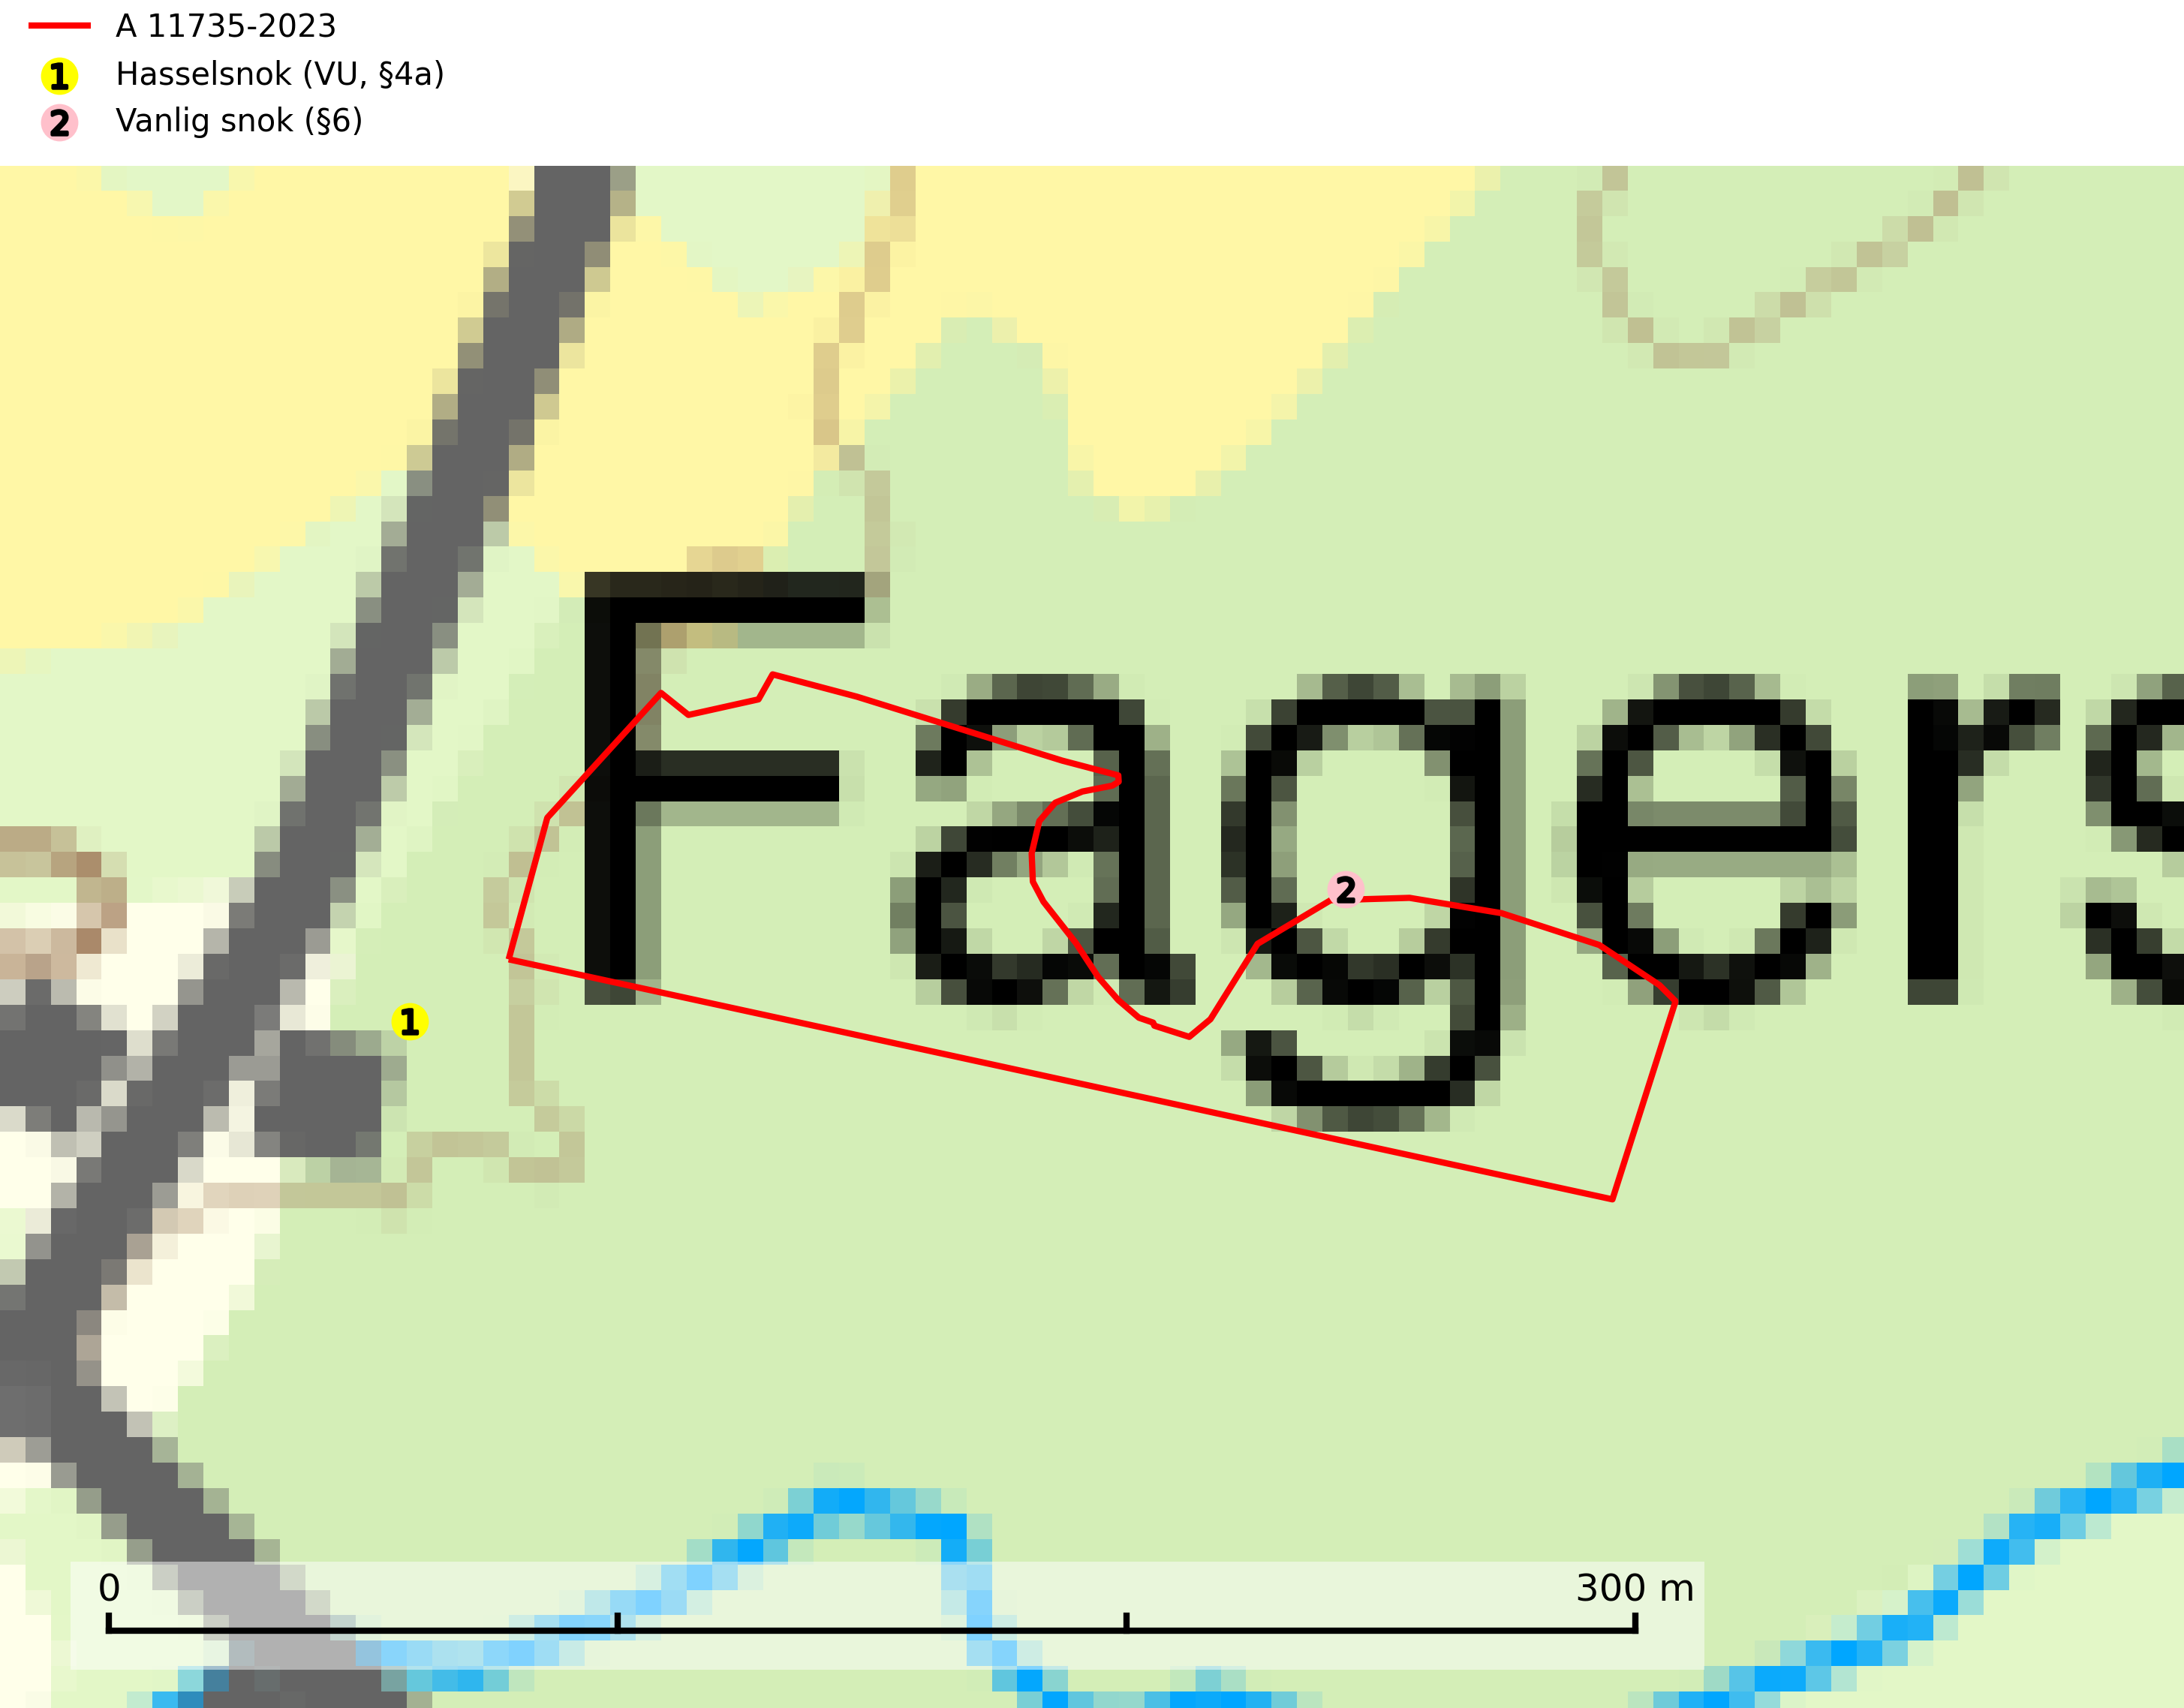 A 11735-2023
1 Hasselsnok (VU, §4a)
2 Vanlig snok (§6)
Fagers
2
1
0 300 m